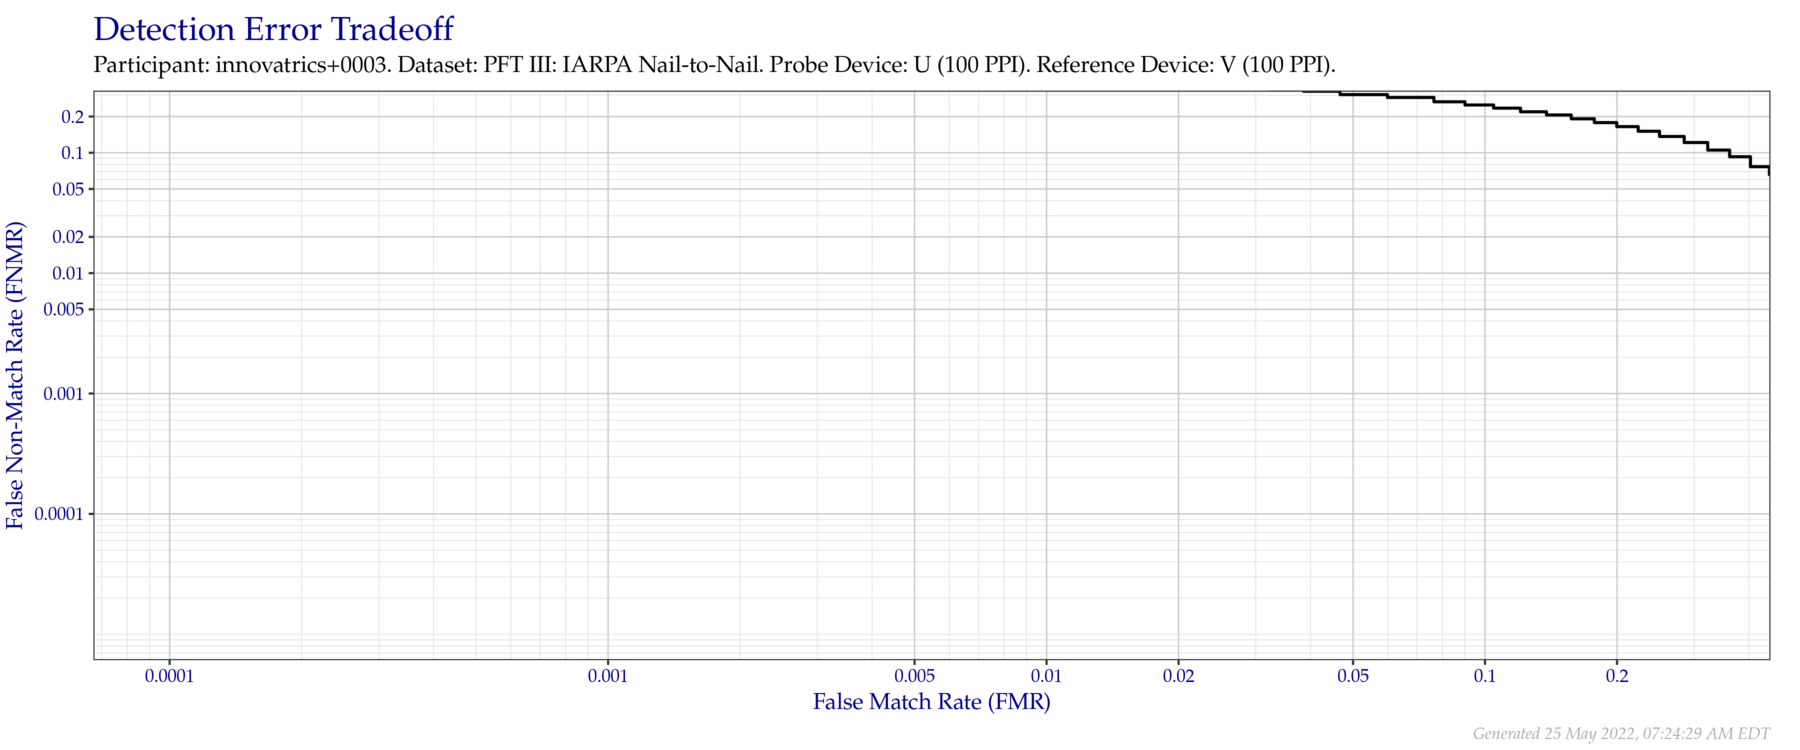 Detection Error Tradeoff
Participant: innovatrics+0003. Dataset: PFT III: IARPA Nail-to-Nail. Probe Device: U (100 PPI). Reference Device: V (100 PPI).
False Non-Match Rate (FNMR)
0.2
0.1
0.05
0.02
0.01
0.005
0.001
0.0001
0.0001 0.001 0.005 0.01 0.02 0.05 0.1 0.2
False Match Rate (FMR)
Generated 25 May 2022, 07:24:29 AM EDT